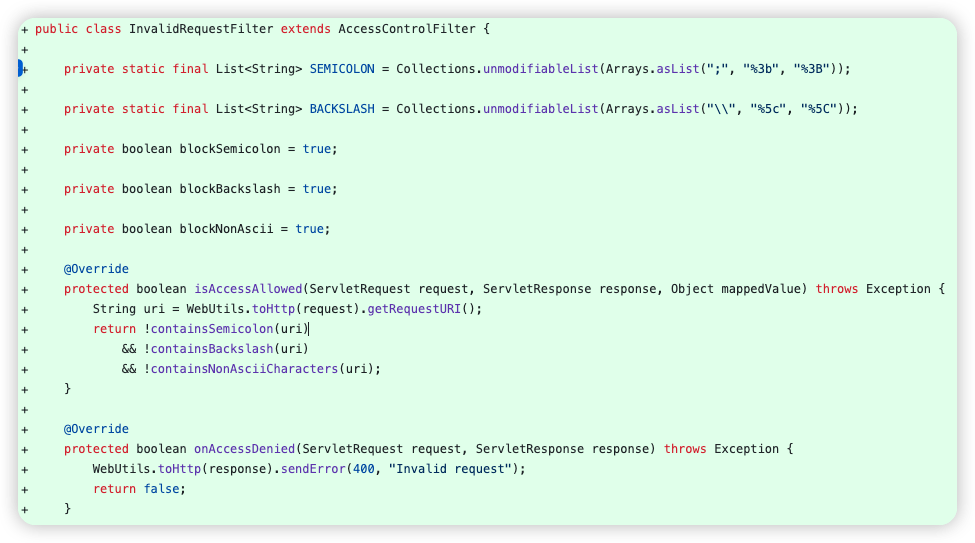 + public class InvalidRequestFilter extends AccessControlFilter {
+
+     private static final List<String> SEMICOLON = Collections.unmodifiableList(Arrays.asList(";", "%3b", "%3B"));
+
+     private static final List<String> BACKSLASH = Collections.unmodifiableList(Arrays.asList("\\", "%5c", "%5C"));
+
+     private boolean blockSemicolon = true;
+
+     private boolean blockBackslash = true;
+
+     private boolean blockNonAscii = true;
+
+     @Override
+     protected boolean isAccessAllowed(ServletRequest request, ServletResponse response, Object mappedValue) throws Exception {
+         String uri = WebUtils.toHttp(request).getRequestURI();
+         return !containsSemicolon(uri)
+             && !containsBackslash(uri)
+             && !containsNonAsciiCharacters(uri);
+     }
+
+     @Override
+     protected boolean onAccessDenied(ServletRequest request, ServletResponse response) throws Exception {
+         WebUtils.toHttp(response).sendError(400, "Invalid request");
+         return false;
+     }